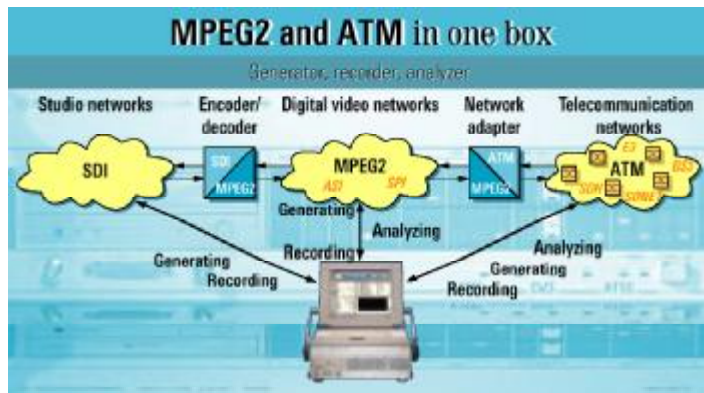 MPEG2 and ATM in one box
Generator, recorder, analyzer
Studio networks
Encoder/
decoder
Digital video networks
Network
adapter
Telecommunication
networks
SDI
SDI
MPEG2
MPEG2
ASI
SPI
ATM
MPEG2
E3
DS3
ATM
SDH
SONET
Generating
Analyzing
Recording
Generating
Recording
Analyzing
Generating
Recording